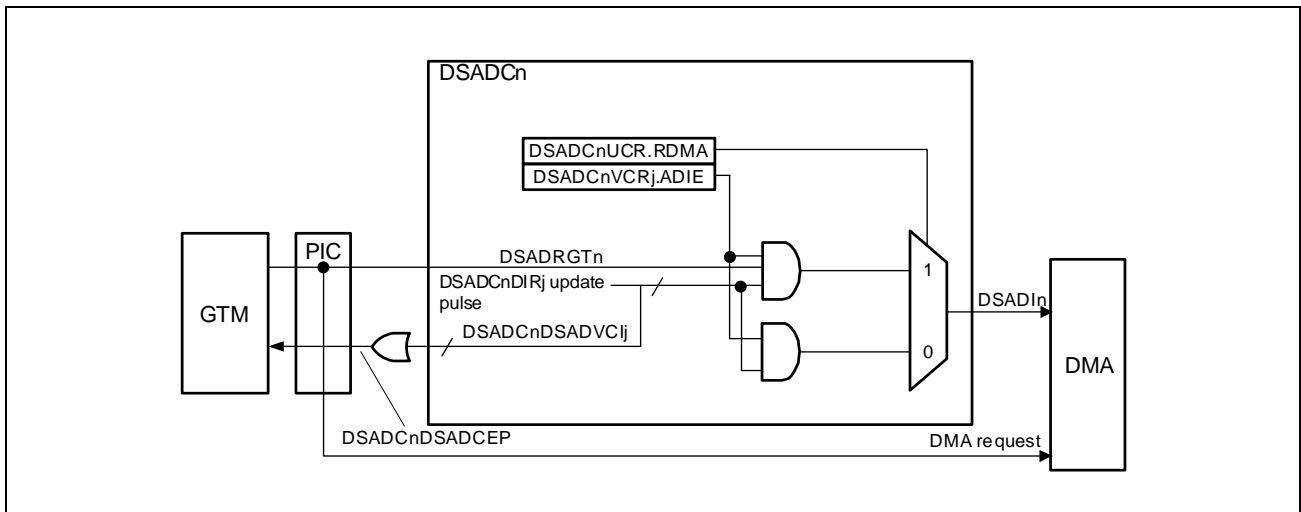 DSADCn
DSADCnUCR.RDMA
DSADCnVCRj.ADIE
GTM
PIC
DSADRGTn
DSADCnDIRj update
pulse
DSADCnDSADVCIj
1
0
DSADIn
DMA
DSADCnDSADCEP
DMA request